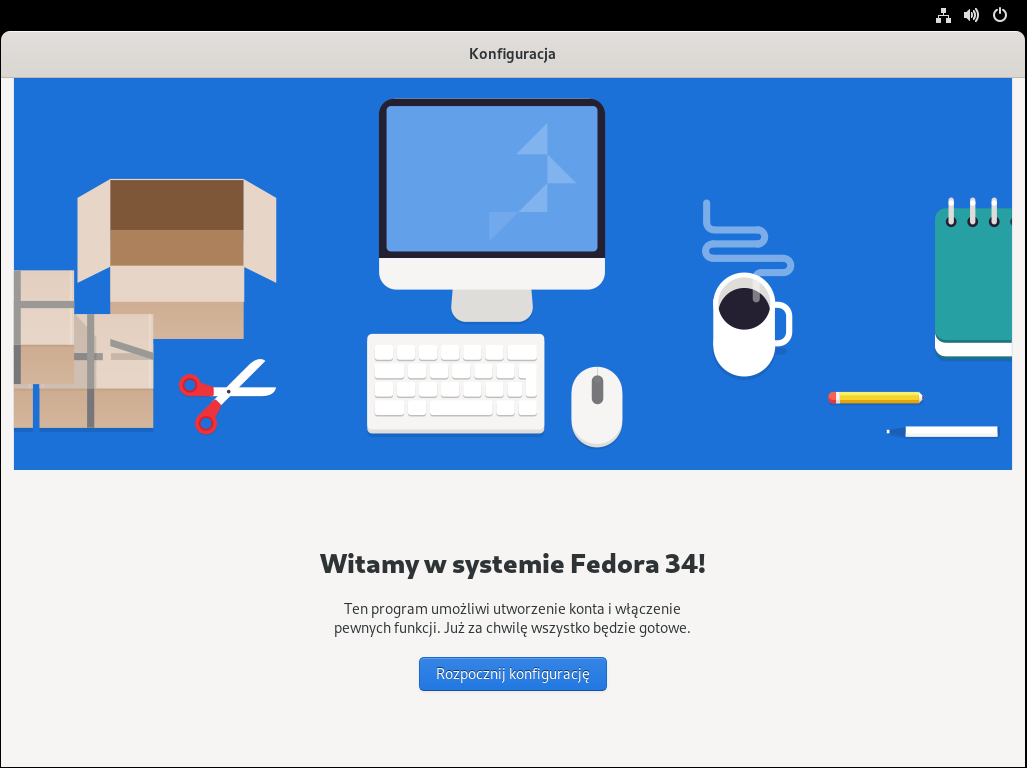 Konfiguracja
Witamy w systemie Fedora 34!
Ten program umożliwi utworzenie konta i włączenie
pewnych funkcji. Już za chwilę wszystko będzie gotowe.
Rozpocznij konfigurację